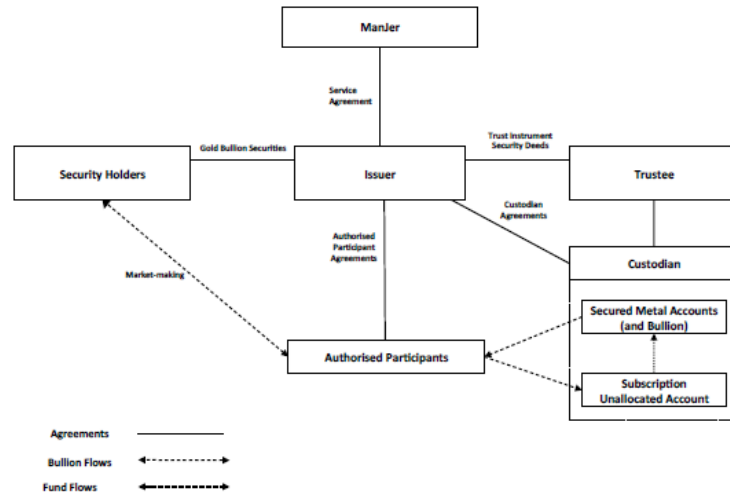 ManJer
Service
Agreement
Gold Bullion Securities
Trust Instrument
Security Deeds
Security Holders
Issuer
Trustee
Custodian
Agreements
Authorised
Participant
Agreements
Custodian
Market-making
Secured Metal Accounts
(and Bullion)
Authorised Participants
Subscription
Unallocated Account
Agreements
Bullion Flows
Fund Flows